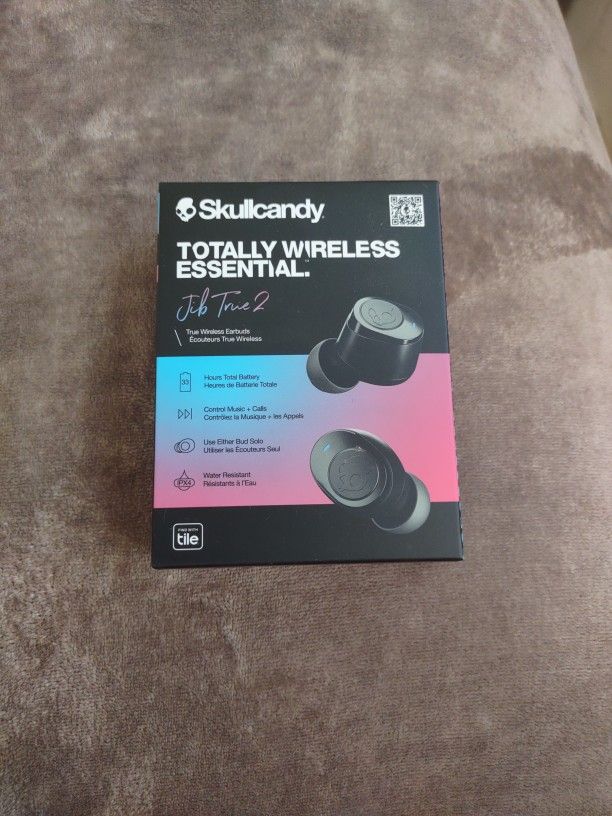 Skullcandy
TOTALLY WIRELESS
ESSENTIAL.
Jib True 2
True Wireless Earbuds
Écouteurs True Wireless
33
Hours Total Battery
Heures de Batterie Totale
Control Music + Calls
Contrôlez la Musique + les Appels
Use Either Bud Solo
Utiliser les Écouteurs Seul
IPX4
Water Resistant
Résistants à l'Eau
FIND WITH
tile